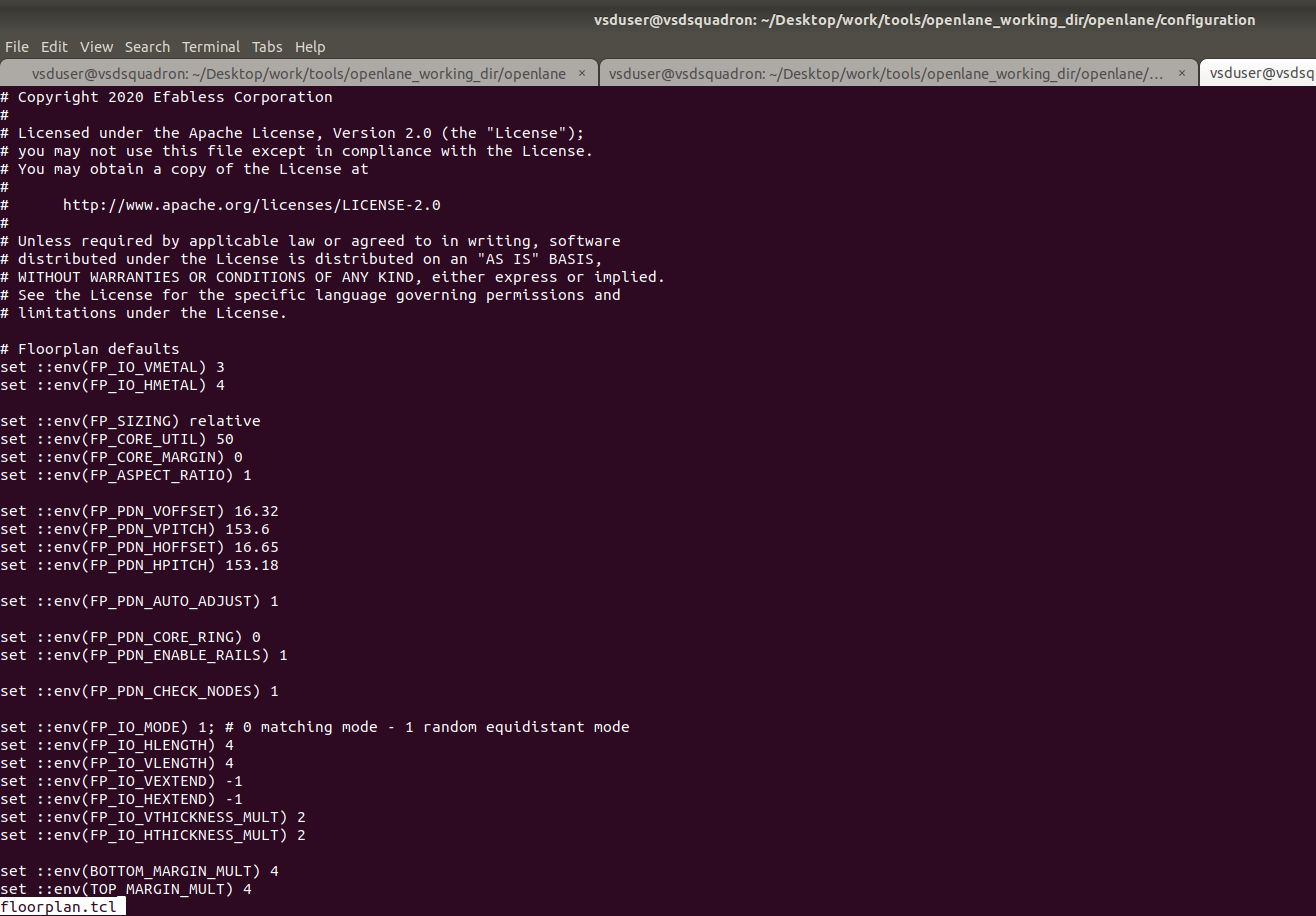 vsduser@vsdsquadron: ~/Desktop/work/tools/openlane_working_dir/openlane/configuration
File Edit View Search Terminal Tabs Help
vsduser@vsdsquadron: ~/Desktop/work/tools/openlane_working_dir/openlane × vsduser@vsdsquadron: ~/Desktop/work/tools/openlane_working_dir/openlane/... × vsduser@vsdsq
# Copyright 2020 Efabless Corporation
#
# Licensed under the Apache License, Version 2.0 (the "License");
# you may not use this file except in compliance with the License.
# You may obtain a copy of the License at
#
#      http://www.apache.org/licenses/LICENSE-2.0
#
# Unless required by applicable law or agreed to in writing, software
# distributed under the License is distributed on an "AS IS" BASIS,
# WITHOUT WARRANTIES OR CONDITIONS OF ANY KIND, either express or implied.
# See the License for the specific language governing permissions and
# limitations under the License.

# Floorplan defaults
set ::env(FP_IO_VMETAL) 3
set ::env(FP_IO_HMETAL) 4

set ::env(FP_SIZING) relative
set ::env(FP_CORE_UTIL) 50
set ::env(FP_CORE_MARGIN) 0
set ::env(FP_ASPECT_RATIO) 1

set ::env(FP_PDN_VOFFSET) 16.32
set ::env(FP_PDN_VPITCH) 153.6
set ::env(FP_PDN_HOFFSET) 16.65
set ::env(FP_PDN_HPITCH) 153.18

set ::env(FP_PDN_AUTO_ADJUST) 1

set ::env(FP_PDN_CORE_RING) 0
set ::env(FP_PDN_ENABLE_RAILS) 1

set ::env(FP_PDN_CHECK_NODES) 1

set ::env(FP_IO_MODE) 1; # 0 matching mode - 1 random equidistant mode
set ::env(FP_IO_HLENGTH) 4
set ::env(FP_IO_VLENGTH) 4
set ::env(FP_IO_VEXTEND) -1
set ::env(FP_IO_HEXTEND) -1
set ::env(FP_IO_VTHICKNESS_MULT) 2
set ::env(FP_IO_HTHICKNESS_MULT) 2

set ::env(BOTTOM_MARGIN_MULT) 4
set ::env(TOP_MARGIN_MULT) 4
floorplan.tcl